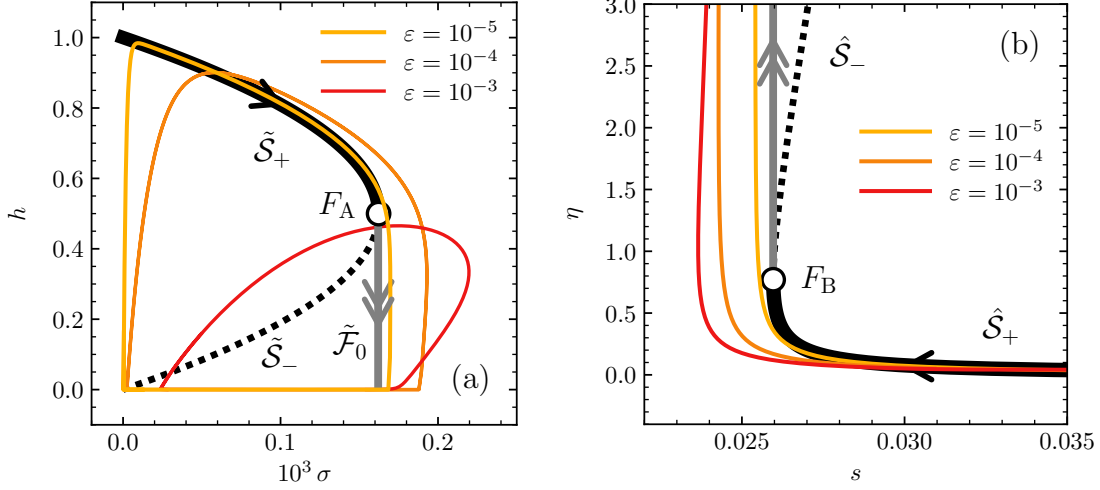 1.0
0.8
0.6
0.4
0.2
0.0
h
0.0
0.1
0.2
10³ σ
ε = 10⁻⁵
ε = 10⁻⁴
ε = 10⁻³
S̃₊
F_A
S̃₋
F̃₀
(a)
3.0
2.5
2.0
1.5
1.0
0.5
0.0
η
0.025
0.030
0.035
s
(b)
Ŝ₋
ε = 10⁻⁵
ε = 10⁻⁴
ε = 10⁻³
F_B
Ŝ₊